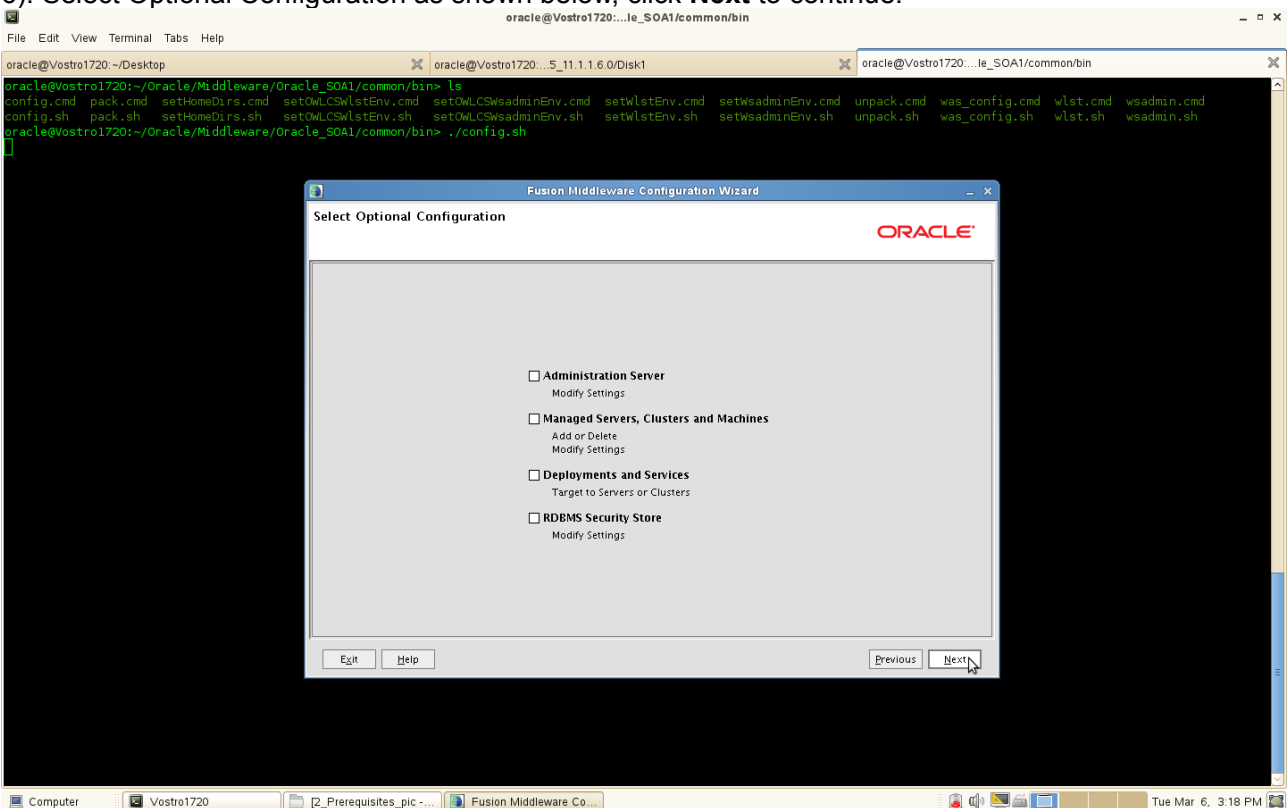 6). Select Optional Configuration as shown below, click Next to continue.
oracle@Vostro1720:...le_SOA1/common/bin
File Edit View Terminal Tabs Help
oracle@Vostro1720:~/Desktop oracle@Vostro1720:...5_11.1.1.6.0/Disk1 oracle@Vostro1720:...le_SOA1/common/bin
oracle@Vostro1720:~/Oracle/Middleware/Oracle_SOA1/common/bin> ls
config.cmd pack.cmd setHomeDirs.cmd setOWLCSWlstEnv.cmd setOWLCSWsadminEnv.cmd setWlstEnv.cmd setWsadminEnv.cmd unpack.cmd was_config.cmd wlst.cmd wsadmin.cmd
config.sh pack.sh setHomeDirs.sh setOWLCSWlstEnv.sh setOWLCSWsadminEnv.sh setWlstEnv.sh setWsadminEnv.sh unpack.sh was_config.sh wlst.sh wsadmin.sh
oracle@Vostro1720:~/Oracle/Middleware/Oracle_SOA1/common/bin> ./config.sh
Fusion Middleware Configuration Wizard
Select Optional Configuration
ORACLE
Administration Server
Modify Settings
Managed Servers, Clusters and Machines
Add or Delete
Modify Settings
Deployments and Services
Target to Servers or Clusters
RDBMS Security Store
Modify Settings
Exit Help Previous Next
Computer Vostro1720 [2_Prerequisites_pic -... Fusion Middleware Co... Tue Mar 6, 3:18 PM